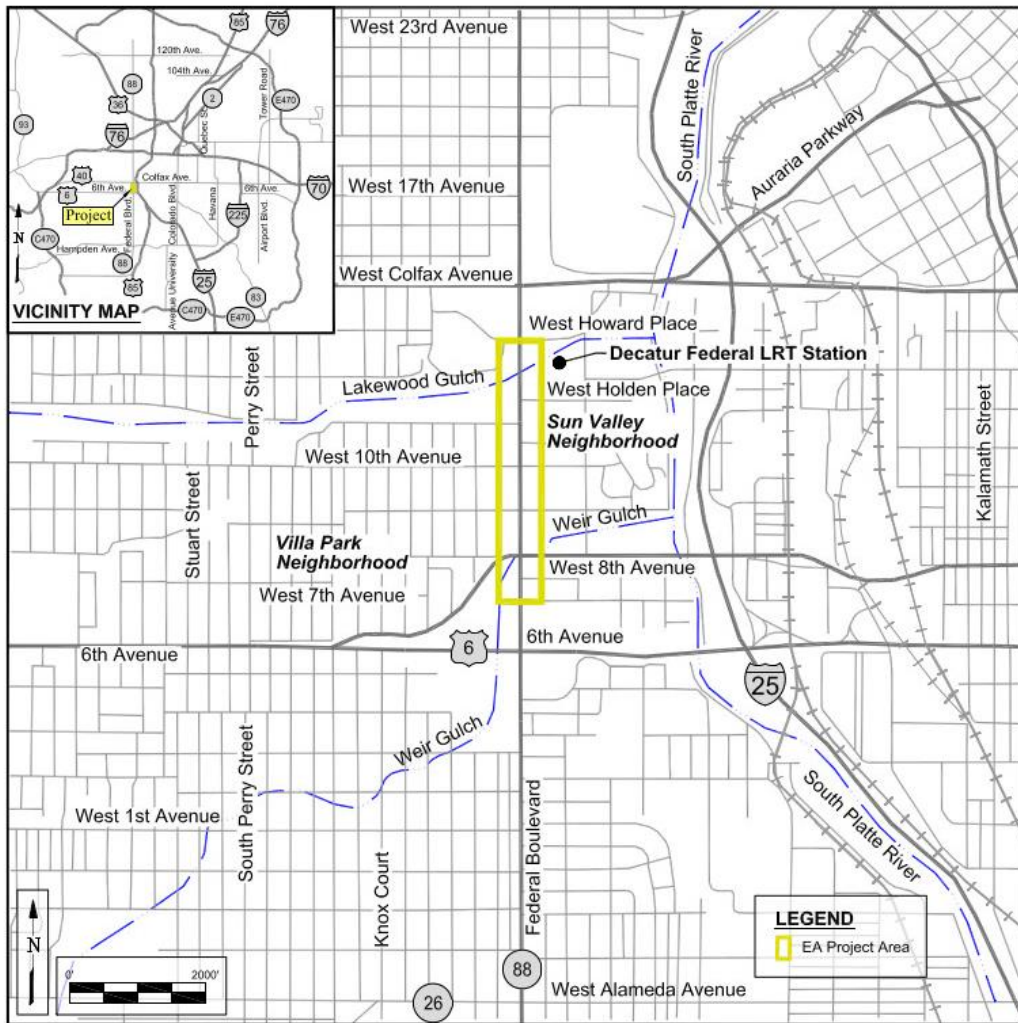 West 23rd Avenue
85
76
120th Ave.
104th Ave.
88
36
2
Quebec St.
Tower Road
E470
93
76
40
Colfax Ave.
6th Ave.
6th Ave.
6
70
Project
Federal Blvd.
Colorado Blvd
Havana
225
Airport Blvd.
N
C470
Hampden Ave.
88
85
University
Avenue
25
83
C470
E470
VICINITY MAP
South Platte River
Auraria Parkway
West 17th Avenue
West Colfax Avenue
West Howard Place
Decatur Federal LRT Station
Lakewood Gulch
West Holden Place
Perry Street
Sun Valley
Neighborhood
West 10th Avenue
Kalamath Street
Stuart Street
Weir Gulch
Villa Park
Neighborhood
West 8th Avenue
West 7th Avenue
6th Avenue
6th Avenue
6
25
Weir Gulch
South Perry Street
South Platte River
West 1st Avenue
Knox Court
Federal Boulevard
LEGEND
EA Project Area
N
0'
2000'
88
26
West Alameda Avenue